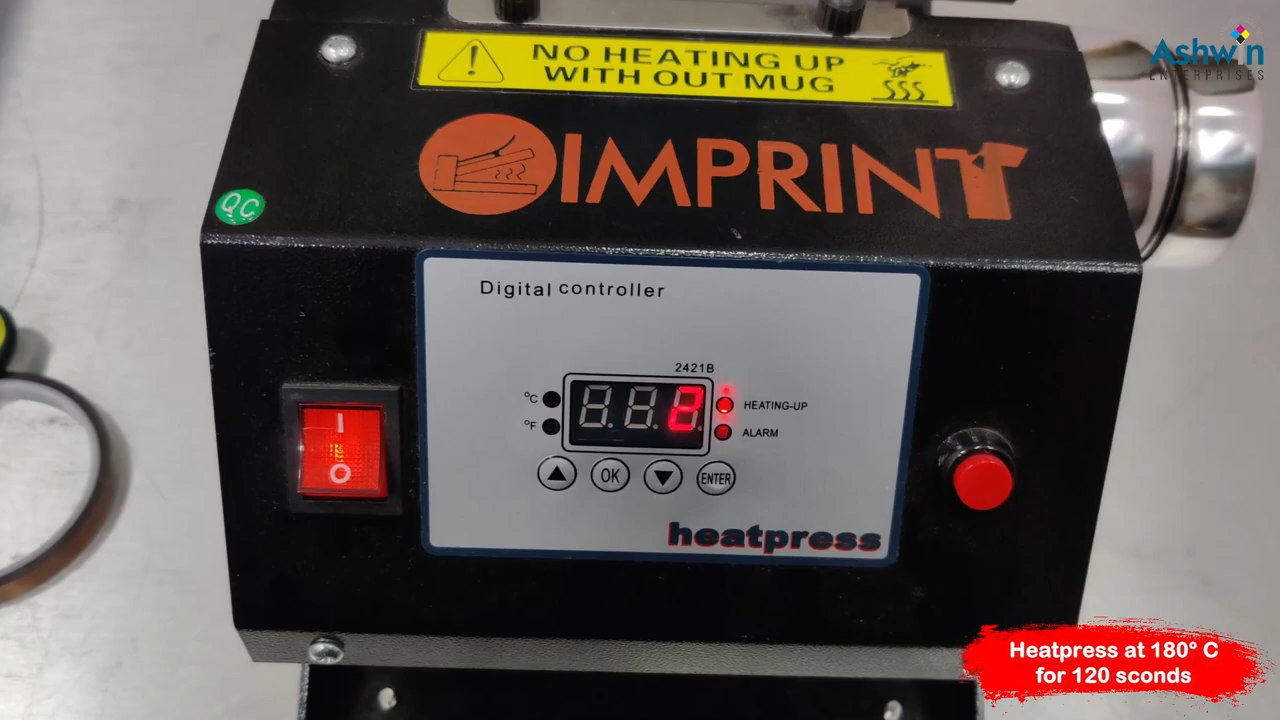 Ashwin
ENTERPRISES
NO HEATING UP
WITH OUT MUG
IMPRINT
QC
Digital controller
2421B
°C
°F
2
HEATING-UP
ALARM
OK
ENTER
I
O
heatpress
Heatpress at 180° C
for 120 sconds